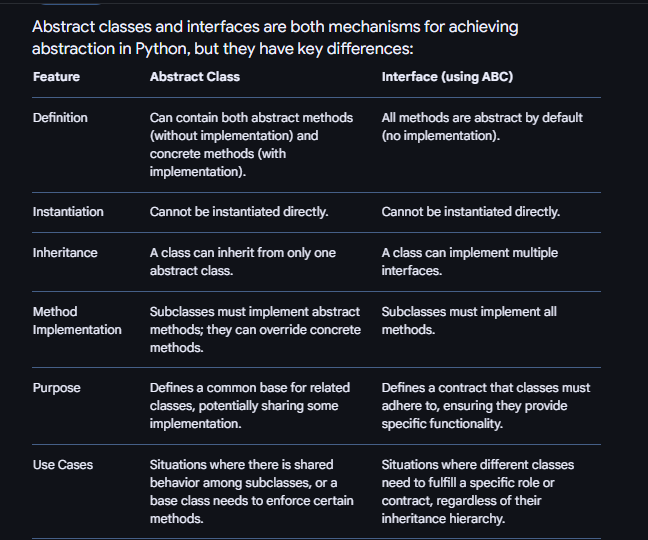 Abstract classes and interfaces are both mechanisms for achieving
abstraction in Python, but they have key differences:
Feature Abstract Class Interface (using ABC)
Definition Can contain both abstract methods All methods are abstract by default
(without implementation) and (no implementation).
concrete methods (with
implementation).
Instantiation Cannot be instantiated directly. Cannot be instantiated directly.
Inheritance A class can inherit from only one A class can implement multiple
abstract class. interfaces.
Method Subclasses must implement abstract Subclasses must implement all
Implementation methods; they can override concrete methods.
methods.
Purpose Defines a common base for related Defines a contract that classes must
classes, potentially sharing some adhere to, ensuring they provide
implementation. specific functionality.
Use Cases Situations where there is shared Situations where different classes
behavior among subclasses, or a need to fulfill a specific role or
base class needs to enforce certain contract, regardless of their
methods. inheritance hierarchy.